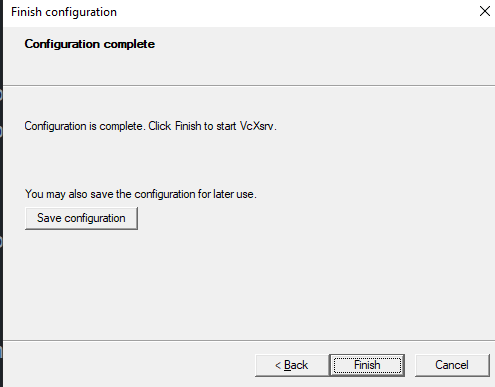 Finish configuration
Configuration complete
Configuration is complete. Click Finish to start VcXsrv.
You may also save the configuration for later use.
Save configuration
< Back
Finish
Cancel